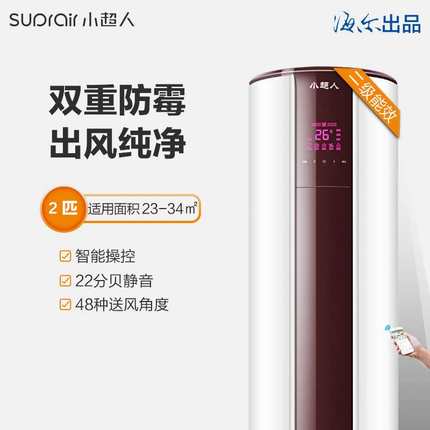 suprair 小超人
海尔出品
双重防霉
出风纯净
2 匹 适用面积 23-34㎡
智能操控
22分贝静音
48种送风角度
小超人
26°
二级能效